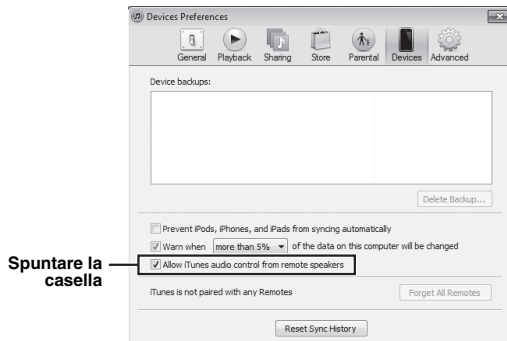 Devices Preferences
General Playback Sharing Store Parental Devices Advanced
Device backups:
Delete Backup...
Prevent iPods, iPhones, and iPads from syncing automatically
Warn when more than 5% of the data on this computer will be changed
Spuntare la casella
Allow iTunes audio control from remote speakers
iTunes is not paired with any Remotes
Forget All Remotes
Reset Sync History